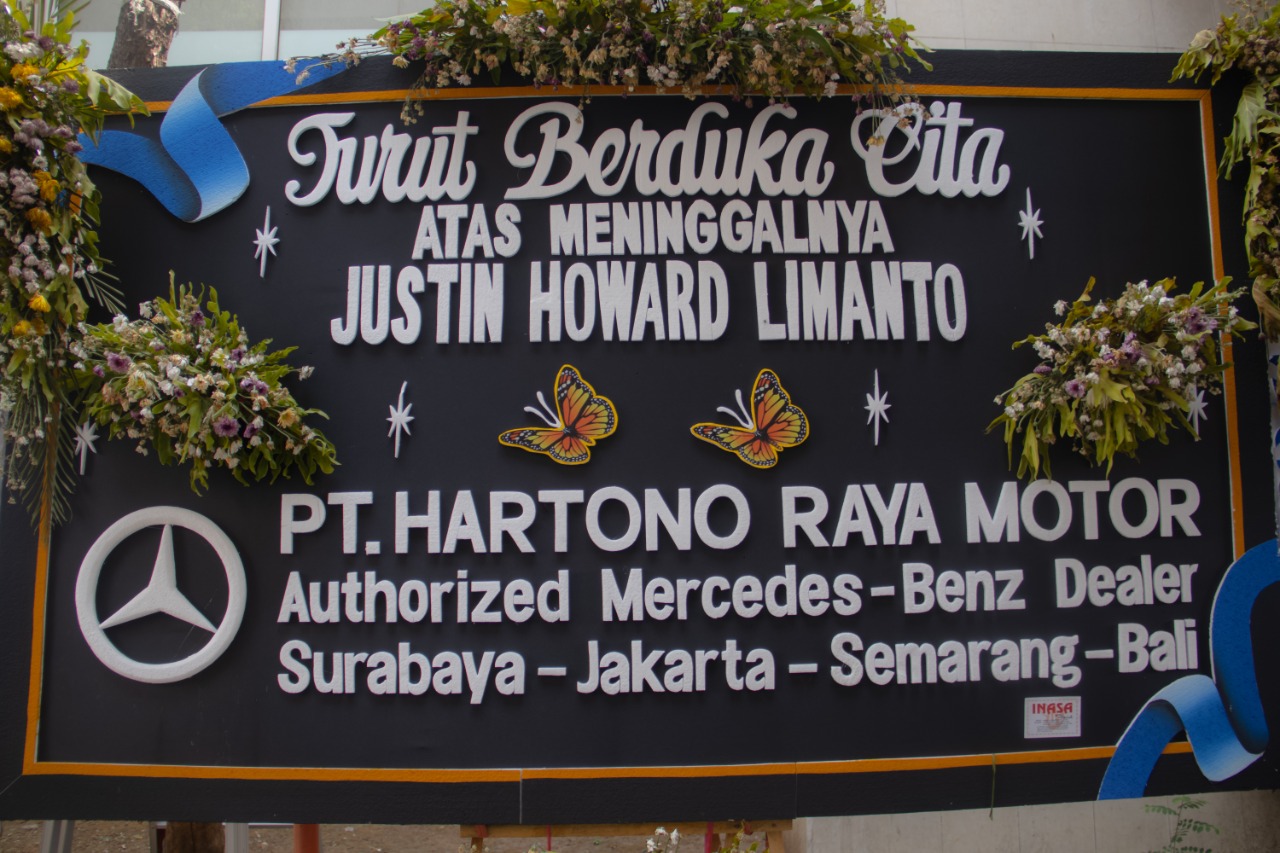 Turut Berduka Cita
ATAS MENINGGALNYA
JUSTIN HOWARD LIMANTO
PT. HARTONO RAYA MOTOR
Authorized Mercedes-Benz Dealer
Surabaya - Jakarta - Semarang - Bali
INASA